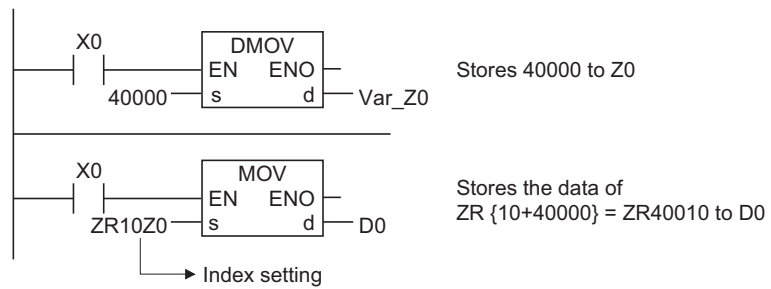 X0
DMOV
EN ENO
40000 s d Var_Z0
Stores 40000 to Z0
X0
MOV
EN ENO
ZR10Z0 s d D0
Stores the data of
ZR {10+40000} = ZR40010 to D0
Index setting